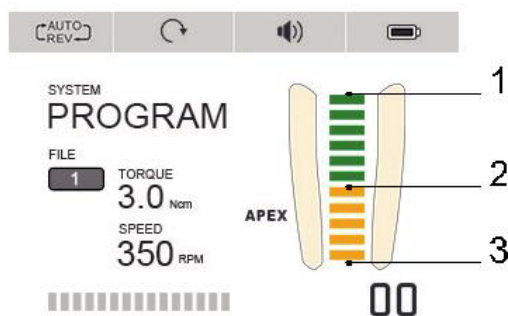 AUTO
REV
SYSTEM
PROGRAM
FILE
1
TORQUE
3.0 Ncm
SPEED
350 RPM
APEX
1
2
3
00